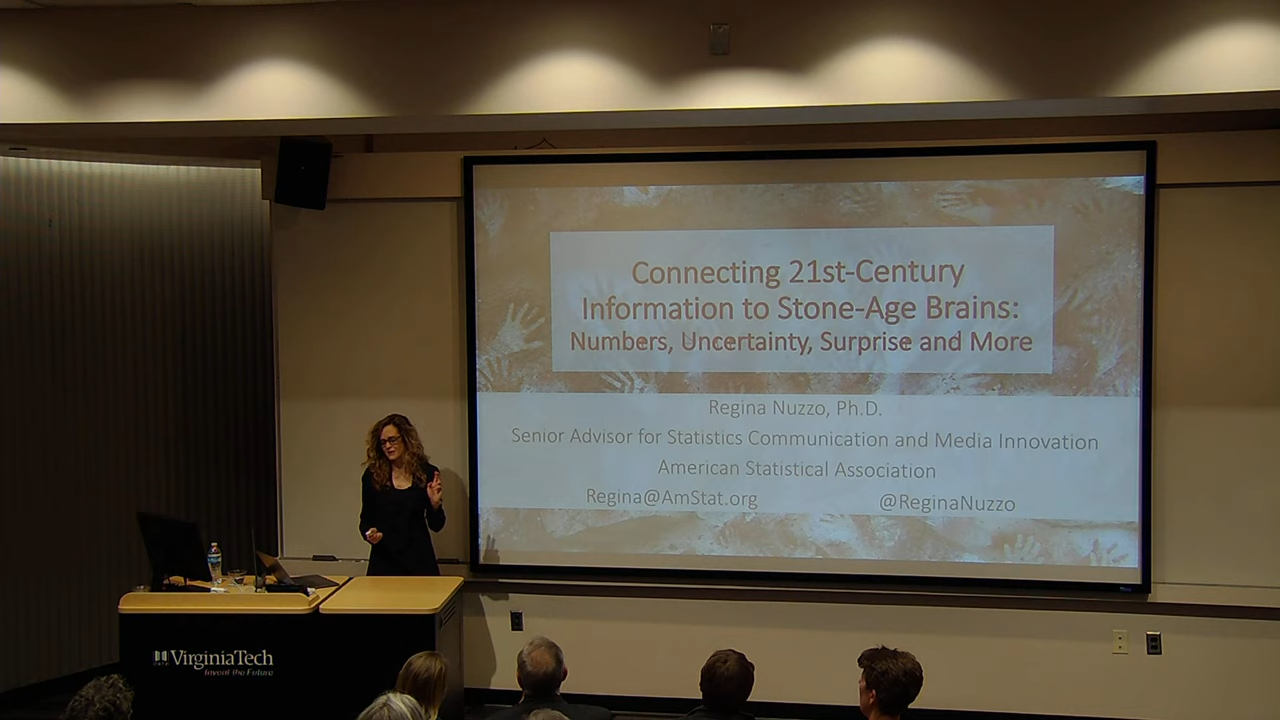 Connecting 21st-Century
Information to Stone-Age Brains:
Numbers, Uncertainty, Surprise and More
Regina Nuzzo, Ph.D.
Senior Advisor for Statistics Communication and Media Innovation
American Statistical Association
Regina@AmStat.org @ReginaNuzzo
VirginiaTech
Invent the Future